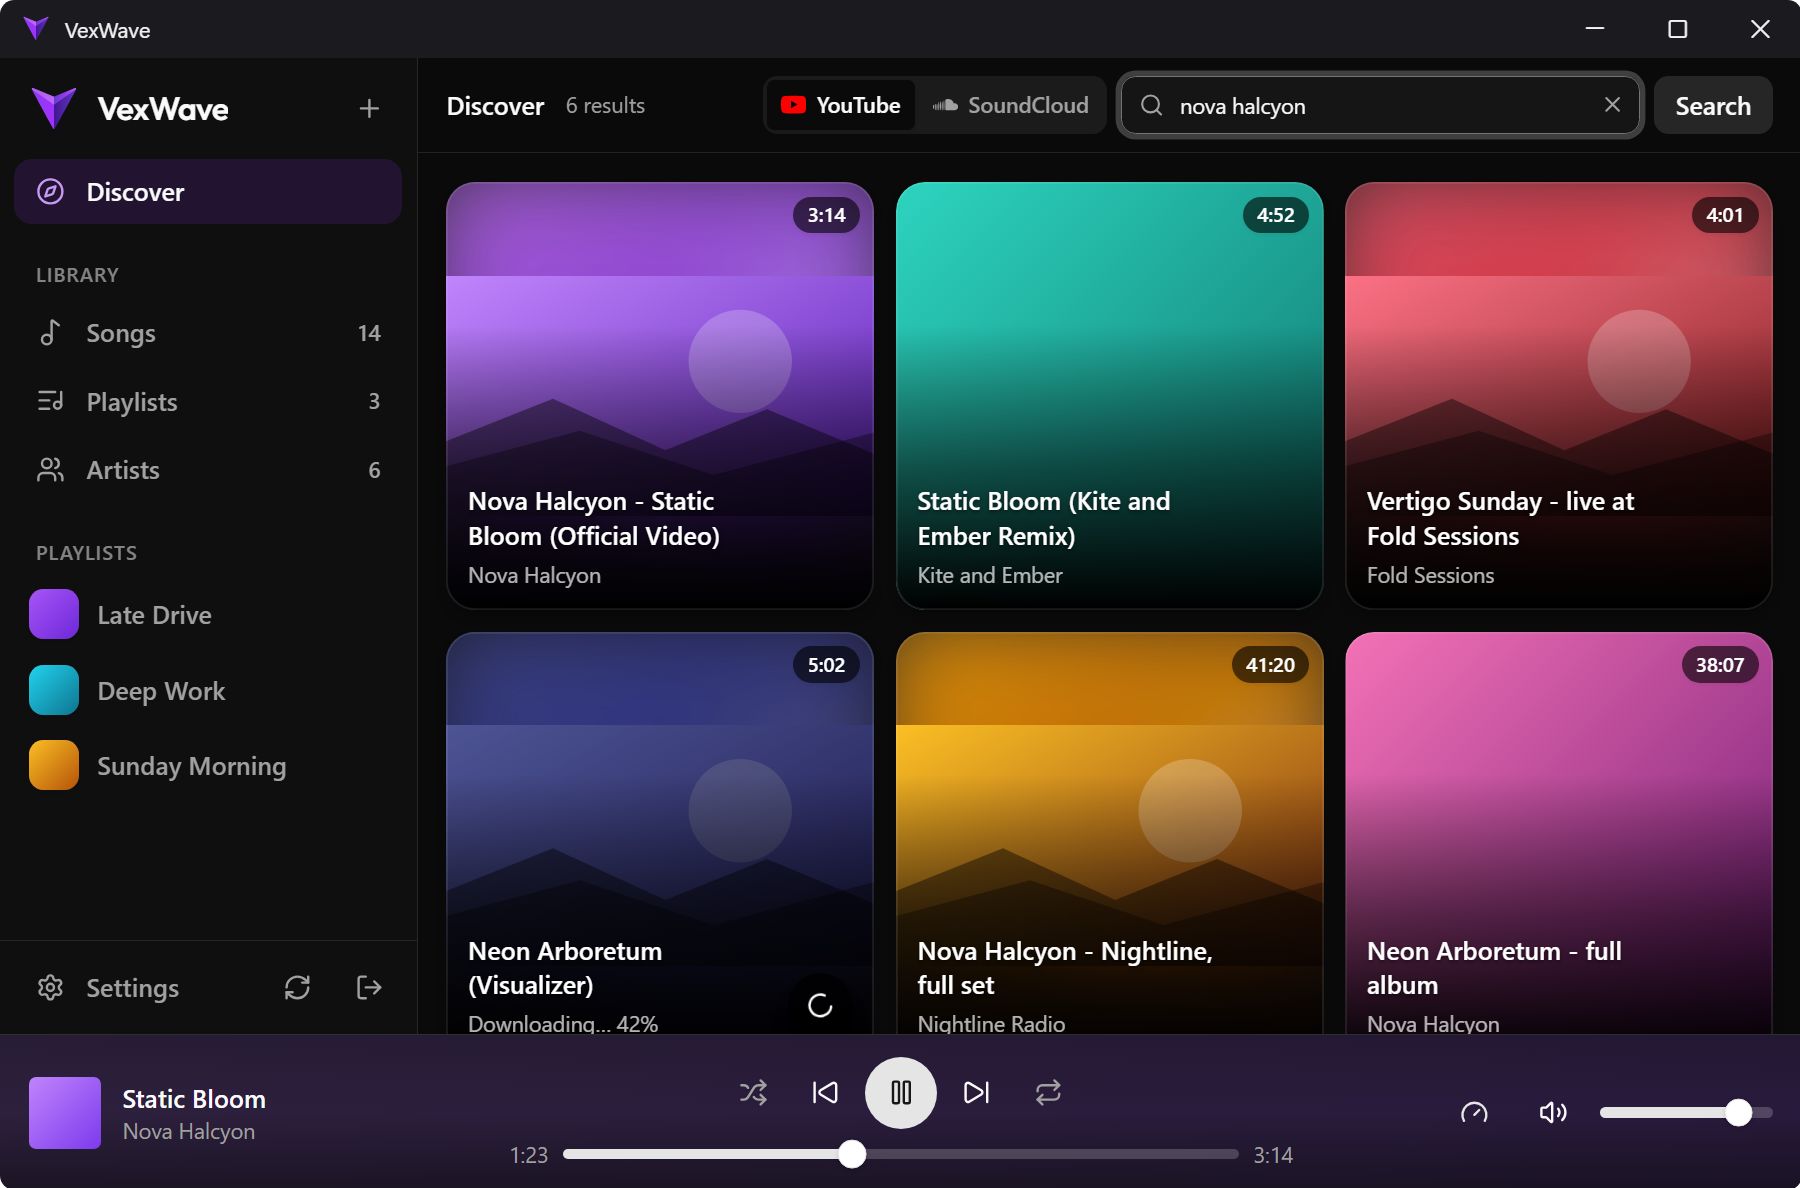 VexWave
VexWave
Discover
LIBRARY
Songs 14
Playlists 3
Artists 6
PLAYLISTS
Late Drive
Deep Work
Sunday Morning
Settings
Discover 6 results YouTube SoundCloud nova halcyon Search
3:14
Nova Halcyon - Static
Bloom (Official Video)
Nova Halcyon
4:52
Static Bloom (Kite and
Ember Remix)
Kite and Ember
4:01
Vertigo Sunday - live at
Fold Sessions
Fold Sessions
5:02
Neon Arboretum
(Visualizer)
Downloading... 42%
41:20
Nova Halcyon - Nightline,
full set
Nightline Radio
38:07
Neon Arboretum - full
album
Nova Halcyon
Static Bloom
Nova Halcyon
1:23 3:14